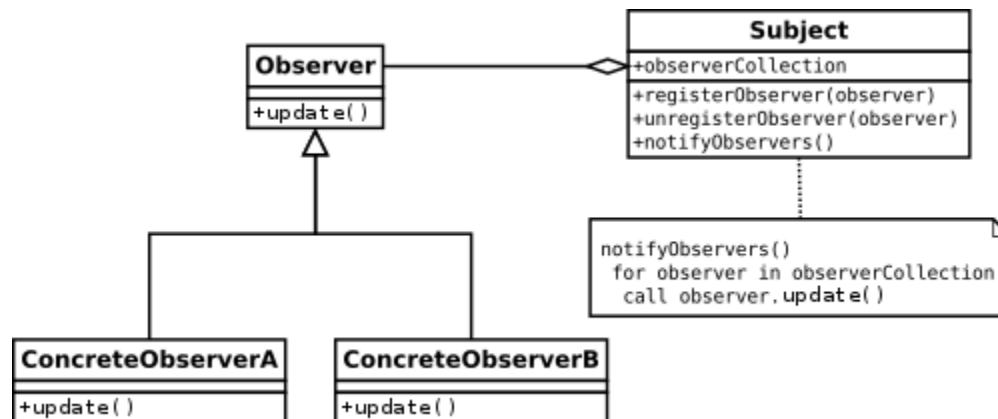 Observer
+update()
Subject
+observerCollection
+registerObserver(observer)
+unregisterObserver(observer)
+notifyObservers()
notifyObservers()
for observer in observerCollection
call observer.update()
ConcreteObserverA
+update()
ConcreteObserverB
+update()